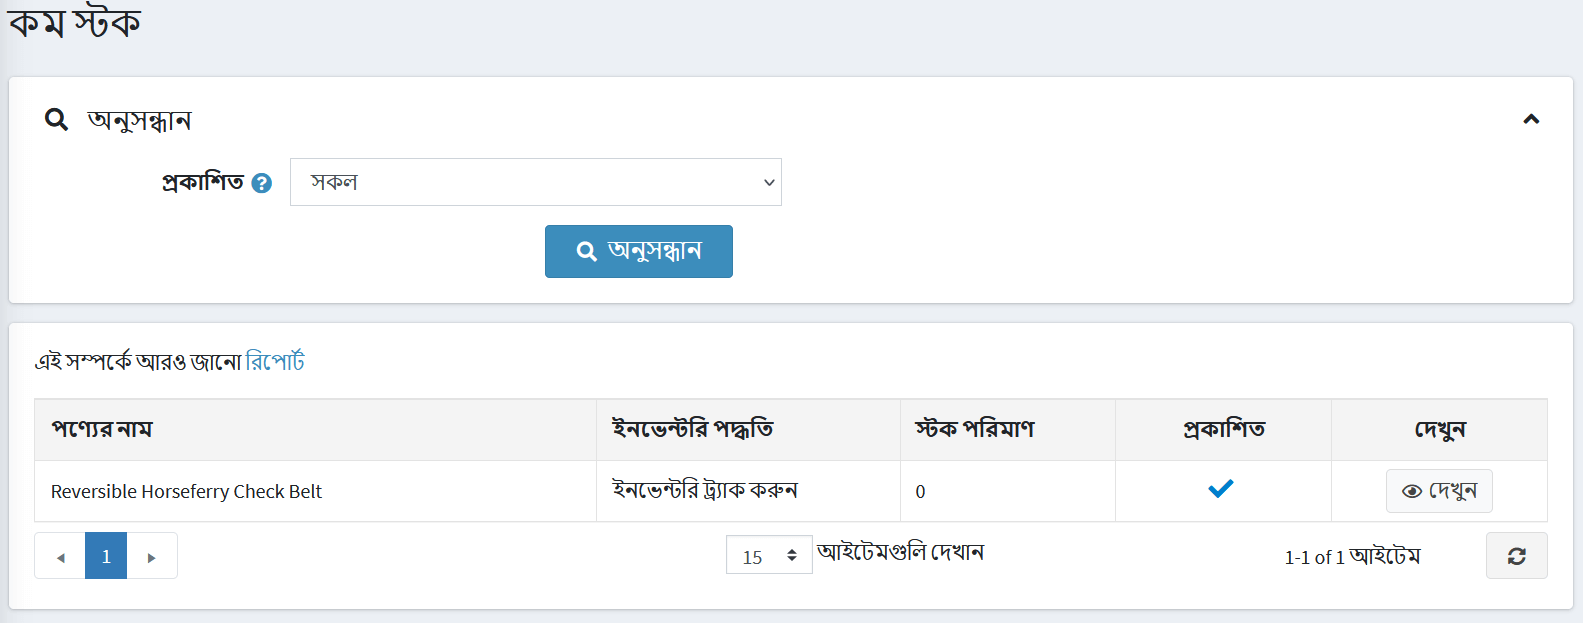 কম স্টক
অনুসন্ধান
প্রকাশিত ? সকল
অনুসন্ধান
এই সম্পর্কে আরও জানো রিপোর্ট
পণ্যের নাম ইনভেন্টরি পদ্ধতি স্টক পরিমাণ প্রকাশিত দেখুন
Reversible Horseferry Check Belt ইনভেন্টরি ট্র্যাক করুন 0 দেখুন
1 15 আইটেমগুলি দেখান 1-1 of 1 আইটেম